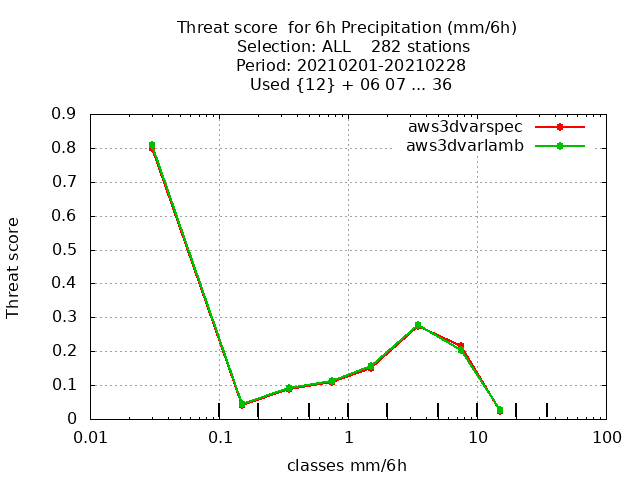 Threat score  for 6h Precipitation (mm/6h)
Selection: ALL    282 stations
Period: 20210201-20210228
Used {12} + 06 07 ... 36
aws3dvarspec
aws3dvarlamb
Threat score
0.9
0.8
0.7
0.6
0.5
0.4
0.3
0.2
0.1
0
0.01 0.1 1 10 100
classes mm/6h